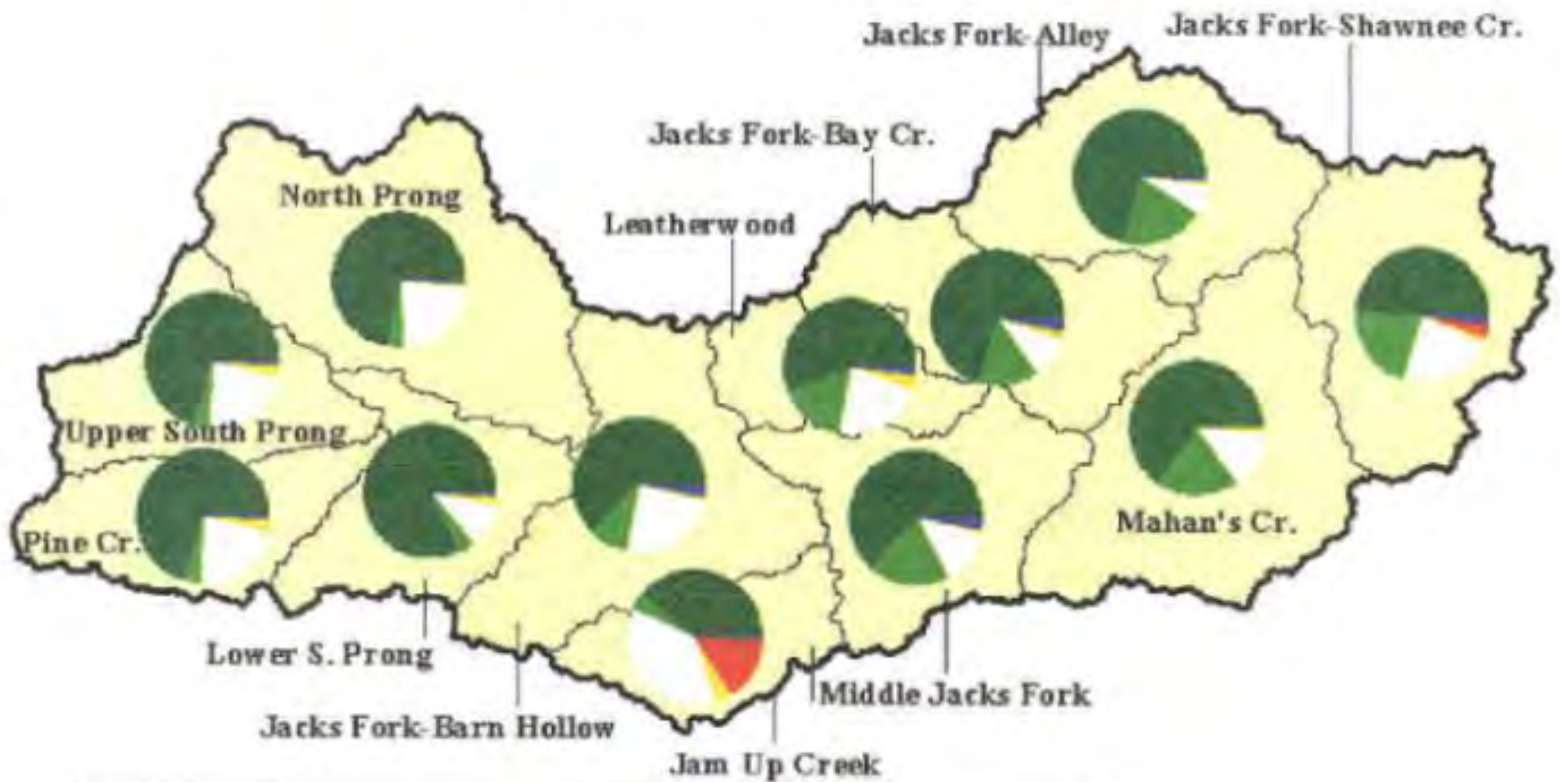 Jacks Fork-Alley
Jacks Fork-Shawnee Cr.
Jacks Fork-Bay Cr.
North Prong
Leatherwood
Upper South Prong
Pine Cr.
Mahan's Cr.
Lower S. Prong
Middle Jacks Fork
Jacks Fork-Barn Hollow
Jam Up Creek